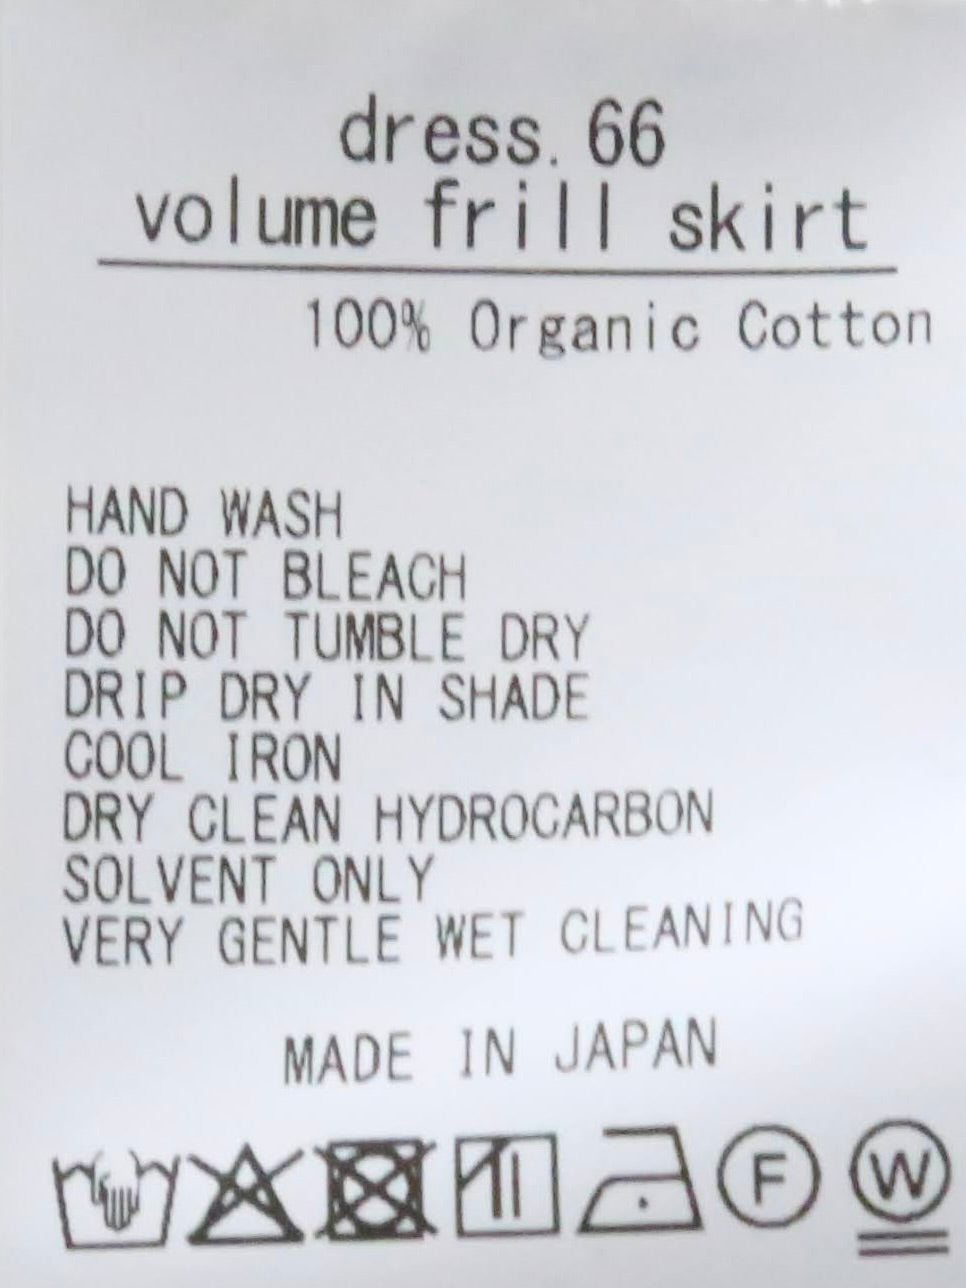 dress. 66
volume frill skirt
100% Organic Cotton
HAND WASH
DO NOT BLEACH
DO NOT TUMBLE DRY
DRIP DRY IN SHADE
COOL IRON
DRY CLEAN HYDROCARBON
SOLVENT ONLY
VERY GENTLE WET CLEANING
MADE IN JAPAN
F W